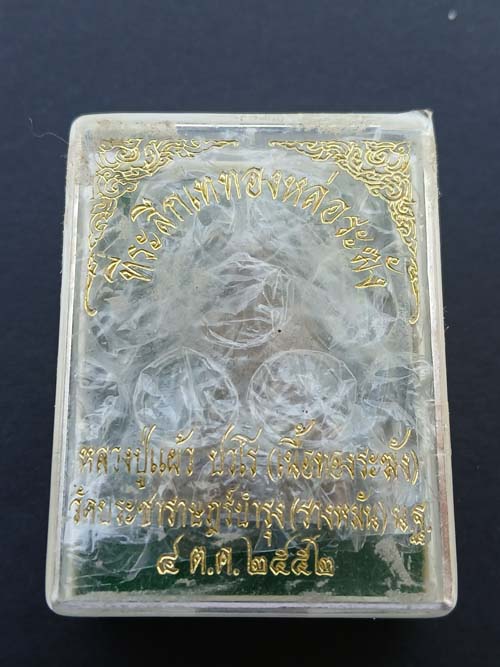 ที่ระลึกเททองหล่อระฆัง
หลวงปู่แผ้ว ปวโร (เนื้อทองระฆัง)
วัดประชาราษฎร์บำรุง (รางหมัน) น.ฐ.
๔ ต.ค. ๒๕๕๒